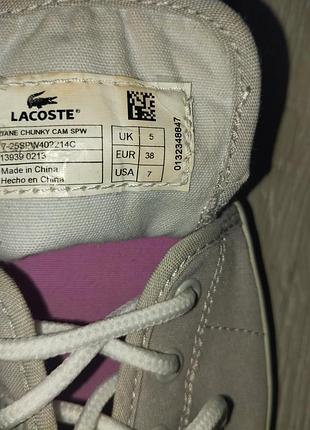 LACOSTE
ZIANE CHUNKY CAM SPW
7-25SPW402214C
13939 0213
Made in China
Hecho en China
UK 5
EUR 38
USA 7
0132348847